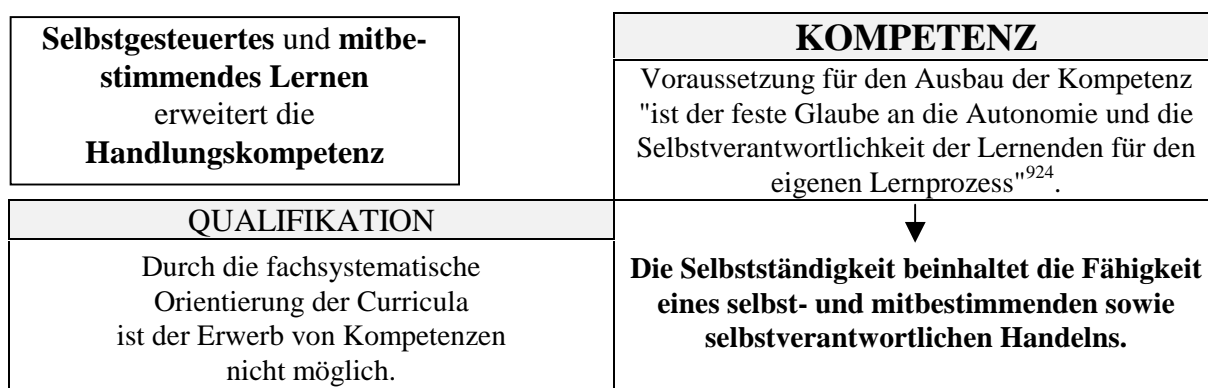 Selbstgesteuertes und mitbe-
stimmendes Lernen
erweitert die
Handlungskompetenz
KOMPETENZ
Voraussetzung für den Ausbau der Kompetenz
"ist der feste Glaube an die Autonomie und die
Selbstverantwortlichkeit der Lernenden für den
eigenen Lernprozess"924.
QUALIFIKATION
Durch die fachsystematische
Orientierung der Curricula
ist der Erwerb von Kompetenzen
nicht möglich.
Die Selbstständigkeit beinhaltet die Fähigkeit
eines selbst- und mitbestimmenden sowie
selbstverantwortlichen Handelns.